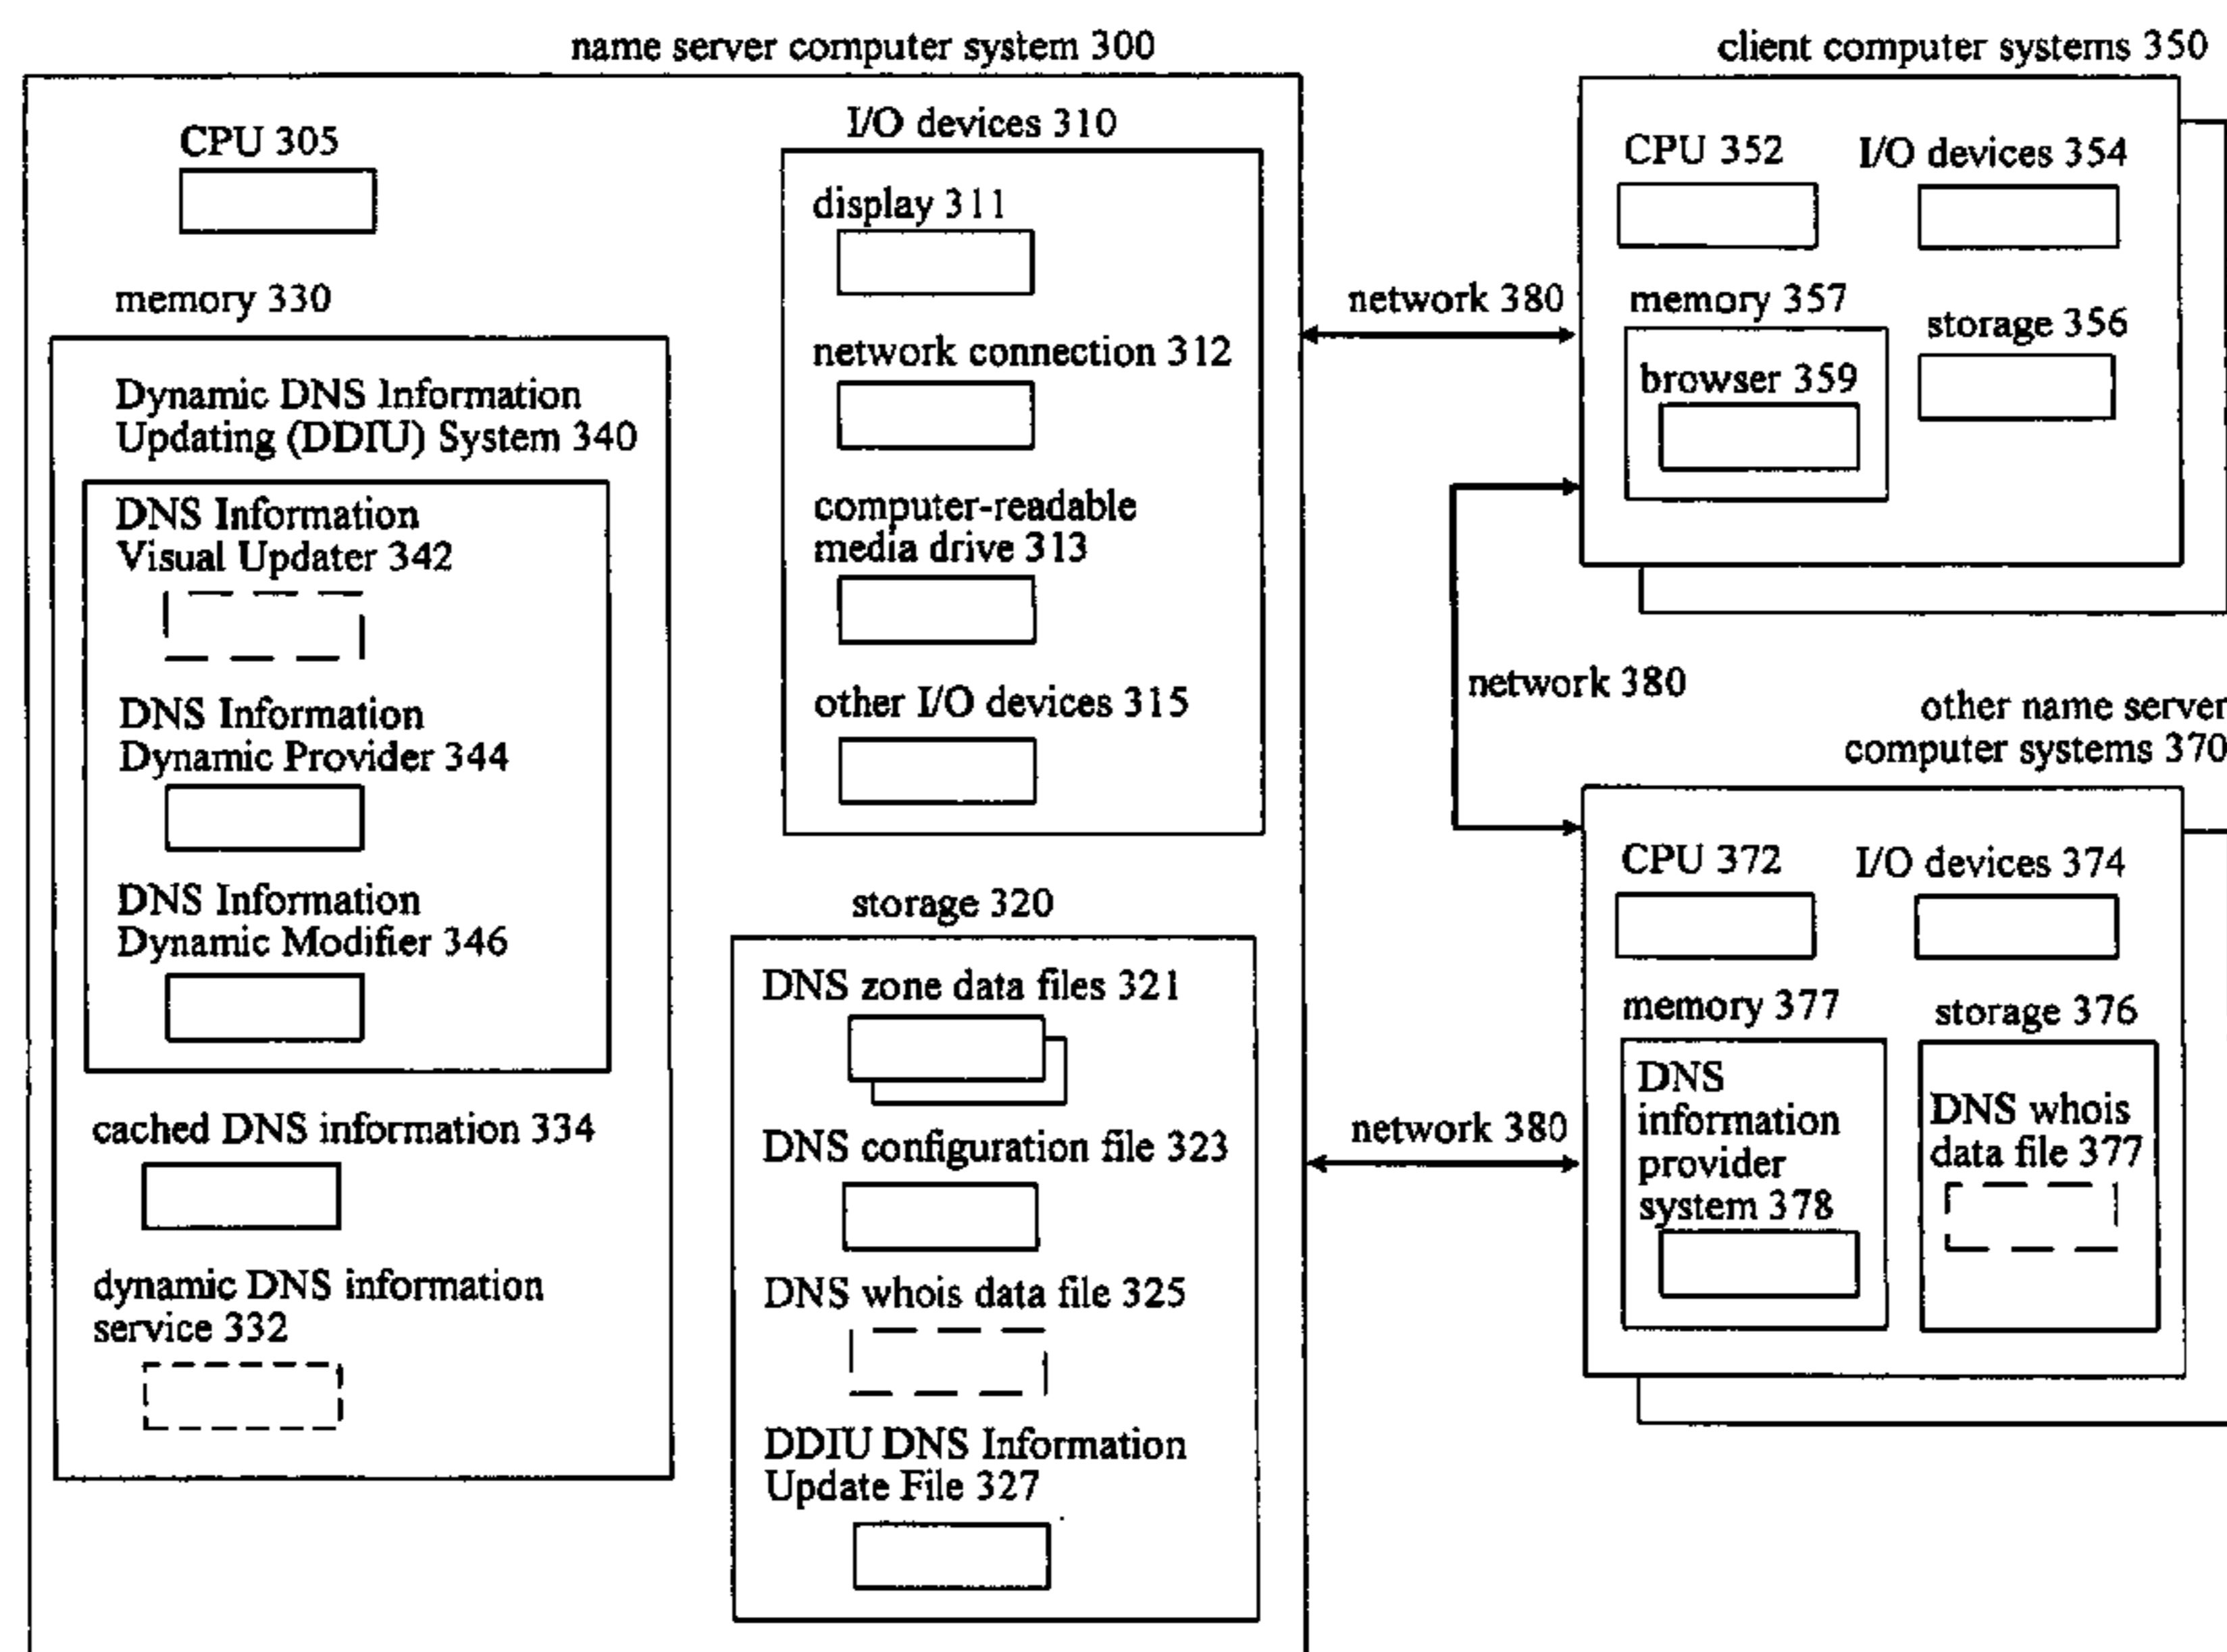 name server computer system 300
CPU 305
memory 330
Dynamic DNS Information
Updating (DDIU) System 340
DNS Information
Visual Updater 342
DNS Information
Dynamic Provider 344
DNS Information
Dynamic Modifier 346
cached DNS information 334
dynamic DNS information
service 332
I/O devices 310
display 311
network connection 312
computer-readable
media drive 313
other I/O devices 315
storage 320
DNS zone data files 321
DNS configuration file 323
DNS whois data file 325
DDIU DNS Information
Update File 327
network 380
network 380
network 380
client computer systems 350
CPU 352
I/O devices 354
memory 357
browser 359
storage 356
other name server
computer systems 370
CPU 372
I/O devices 374
memory 377
DNS
information
provider
system 378
storage 376
DNS whois
data file 377